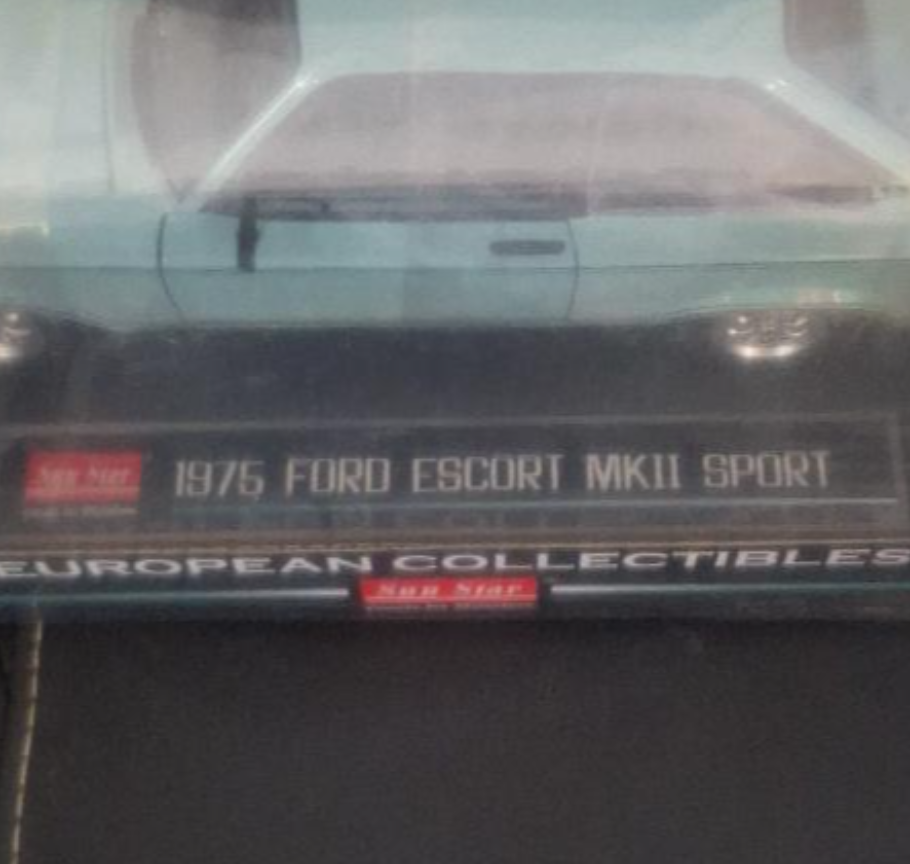 Sun Star
1975 FORD ESCORT MKII SPORT
EUROPEAN COLLECTIBLES
Sun Star